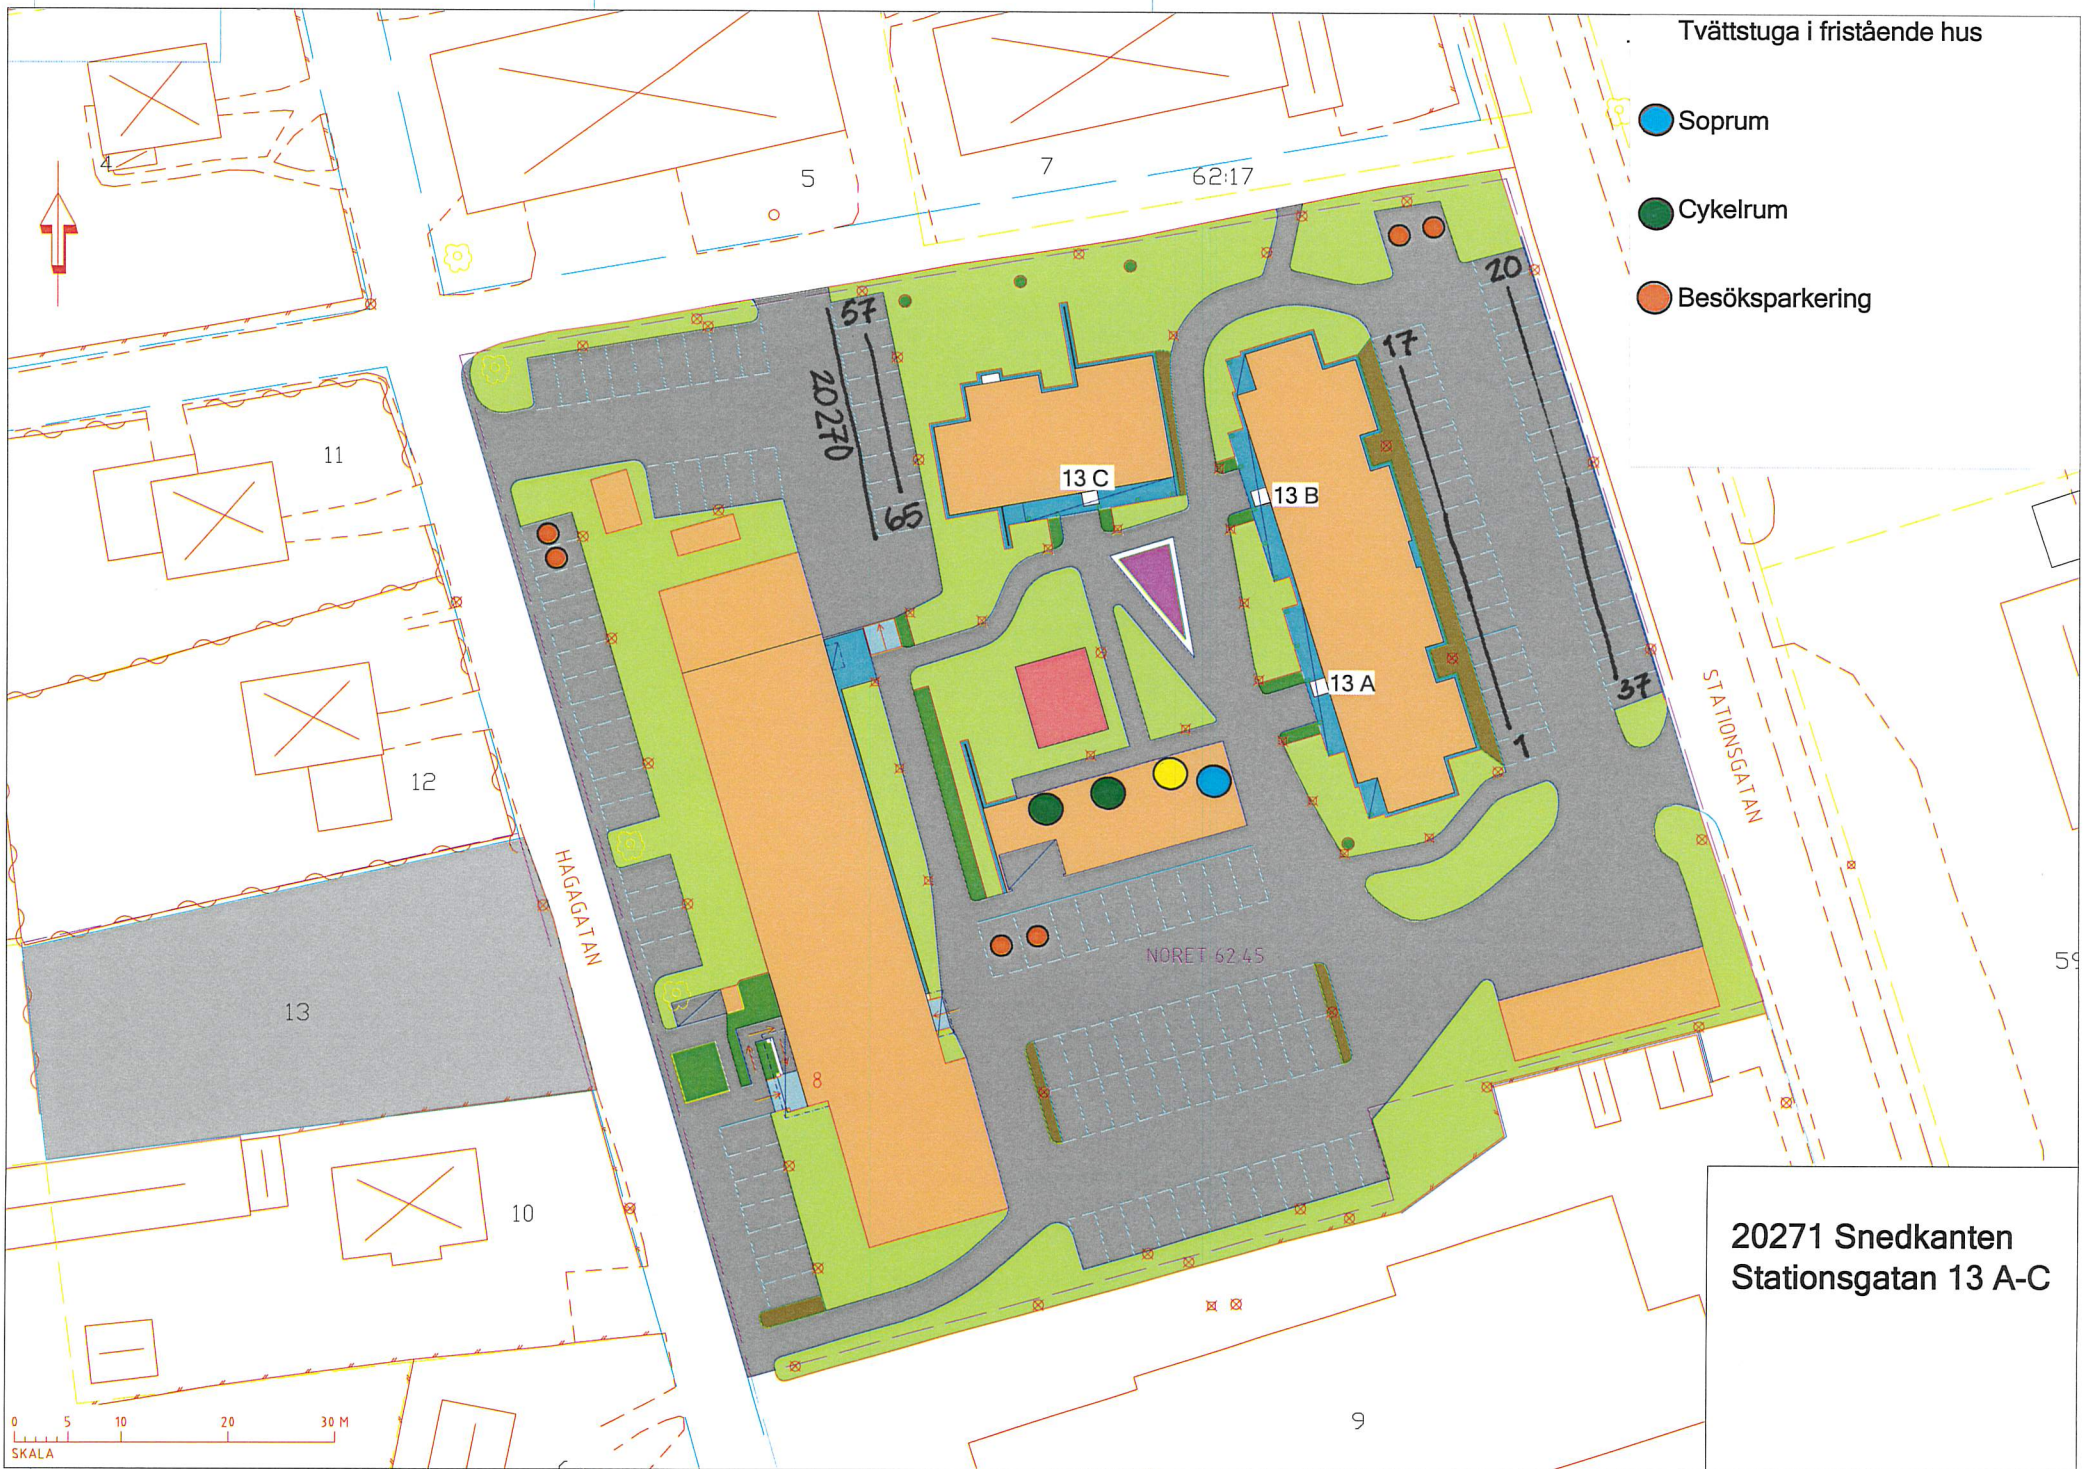 Tvättstuga i fristående hus
Soprum
Cykelrum
Besöksparkering
4
5
7
62:17
57
20270
65
20
17
37
1
13 C
13 B
13 A
11
12
13
10
8
9
59
HAGAGATAN
STATIONSGATAN
NORET 62:45
20271 Snedkanten
Stationsgatan 13 A-C
0 5 10 20 30 M
SKALA